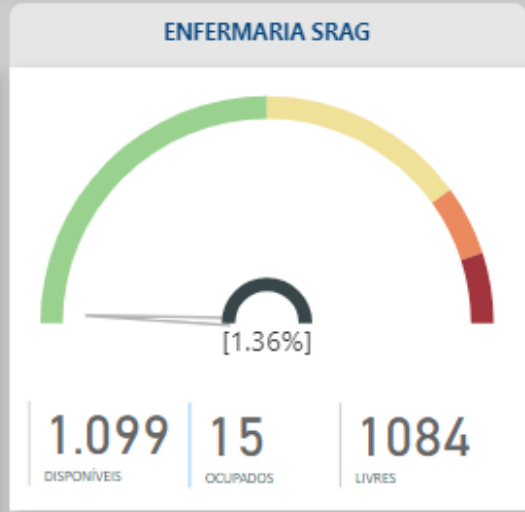 ENFERMARIA SRAG
[1.36%]
1.099 15 1084
DISPONÍVEIS OCUPADOS LIVRES